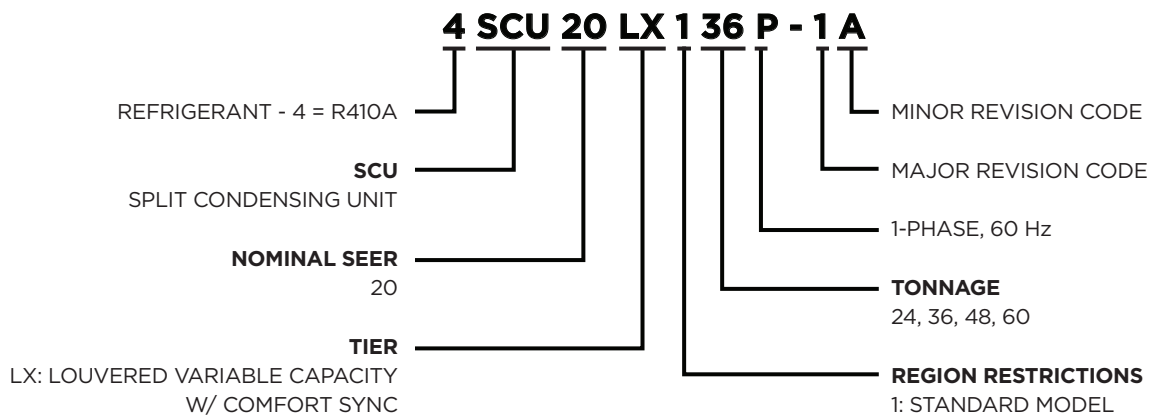 4 SCU 20 LX 1 36 P - 1 A
REFRIGERANT - 4 = R410A
SCU
SPLIT CONDENSING UNIT
NOMINAL SEER
20
TIER
LX: LOUVERED VARIABLE CAPACITY
W/ COMFORT SYNC
MINOR REVISION CODE
MAJOR REVISION CODE
1-PHASE, 60 Hz
TONNAGE
24, 36, 48, 60
REGION RESTRICTIONS
1: STANDARD MODEL